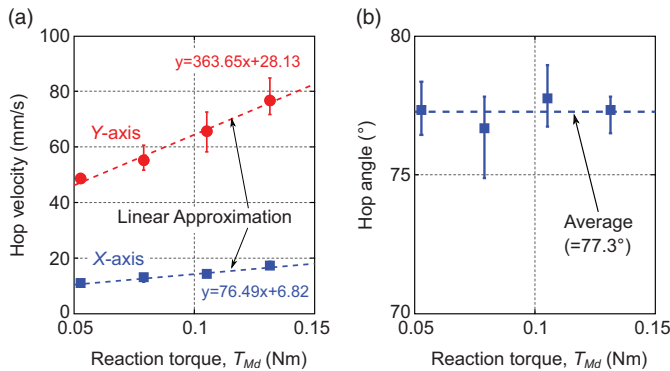 (a)
100
80
60
40
20
0
Hop velocity (mm/s)
y=363.65x+28.13
Y-axis
Linear Approximation
X-axis
y=76.49x+6.82
0.05
0.1
0.15
Reaction torque, T_Md (Nm)
(b)
80
75
70
Hop angle (°)
Average
(=77.3°)
0.05
0.1
0.15
Reaction torque, T_Md (Nm)